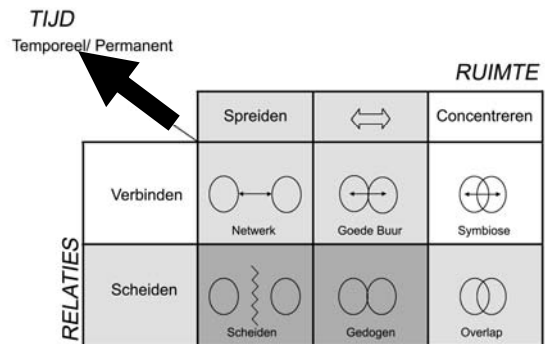 TIJD
Temporeel/ Permanent
RUIMTE
Spreiden
Concentreren
Verbinden
Netwerk
Goede Buur
Symbiose
RELATIES
Scheiden
Scheiden
Gedogen
Overlap